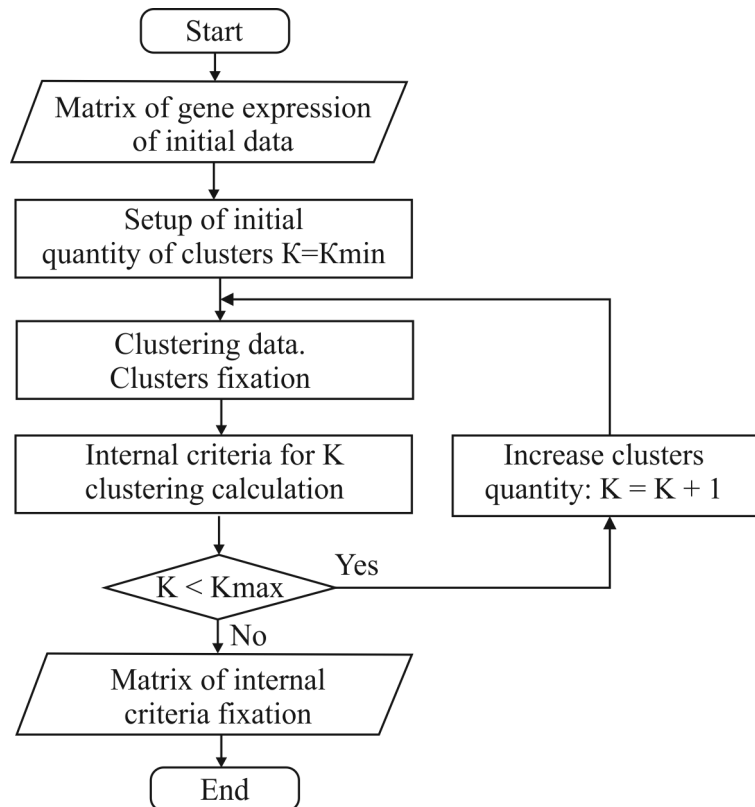 Start
Matrix of gene expression
of initial data
Setup of initial
quantity of clusters K=Kmin
Clustering data.
Clusters fixation
Internal criteria for K
clustering calculation
Increase clusters
quantity: K = K + 1
K < Kmax
Yes
No
Matrix of internal
criteria fixation
End